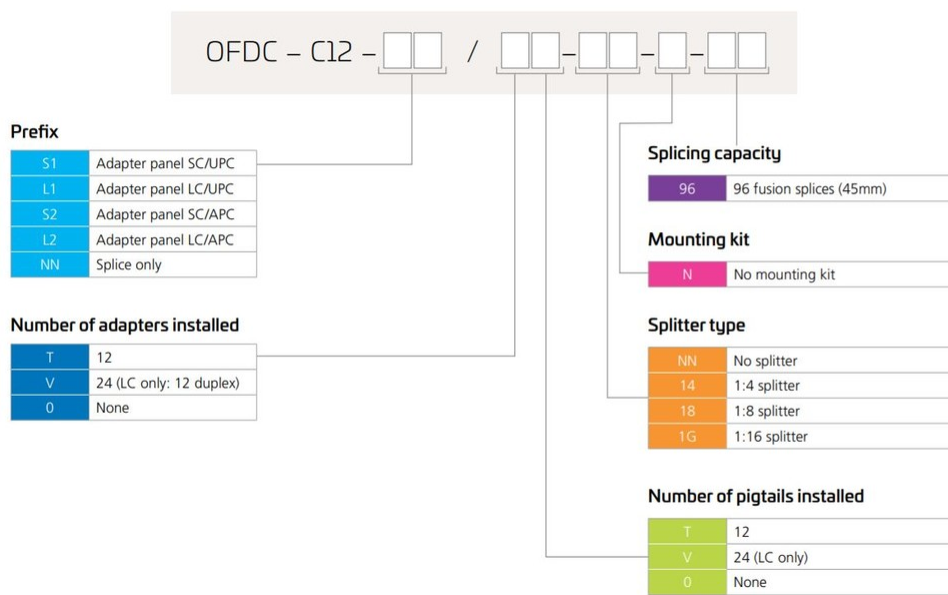 OFDC – C12 – / – – –
Prefix
S1 Adapter panel SC/UPC
L1 Adapter panel LC/UPC
S2 Adapter panel SC/APC
L2 Adapter panel LC/APC
NN Splice only
Number of adapters installed
T 12
V 24 (LC only: 12 duplex)
0 None
Splicing capacity
96 96 fusion splices (45mm)
Mounting kit
N No mounting kit
Splitter type
NN No splitter
14 1:4 splitter
18 1:8 splitter
1G 1:16 splitter
Number of pigtails installed
T 12
V 24 (LC only)
0 None